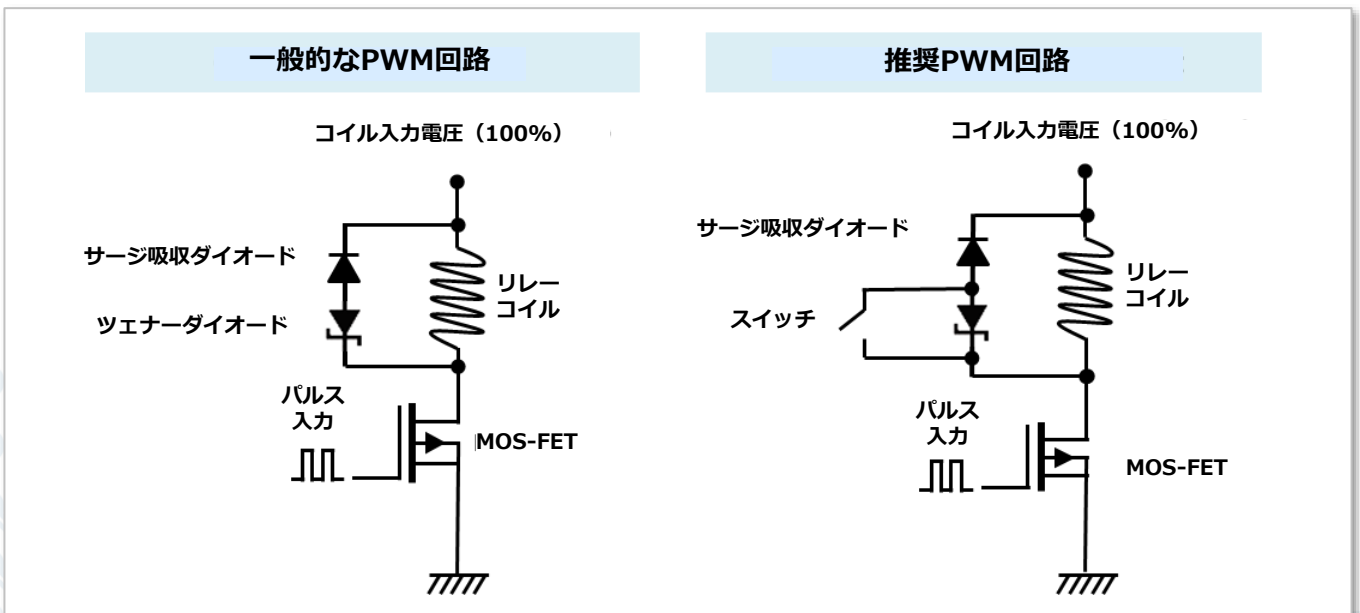 一般的なPWM回路
コイル入力電圧（100%）
サージ吸収ダイオード
ツェナーダイオード
リレー
コイル
パルス
入力
MOS-FET
推奨PWM回路
コイル入力電圧（100%）
サージ吸収ダイオード
スイッチ
リレー
コイル
パルス
入力
MOS-FET